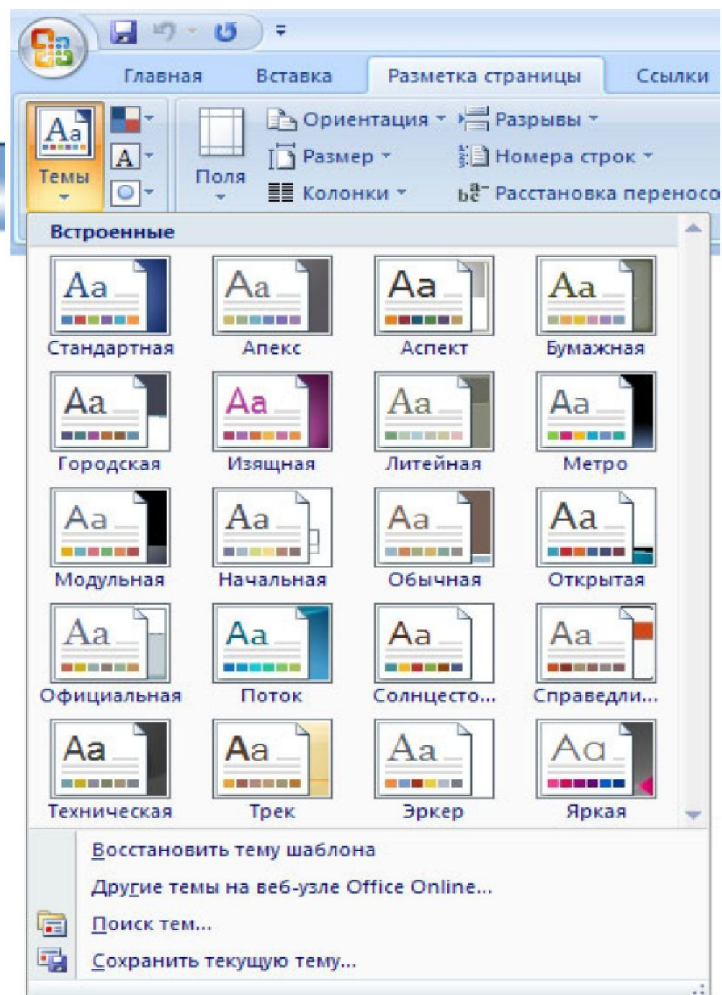 Главная Вставка Разметка страницы Ссылки
Aa Ориентация Разрывы
A Размер Номера строк
Темы Поля Колонки bc a- Расстановка переносо
Встроенные
Aa Aa Aa Aa
Стандартная Апекс Аспект Бумажная
Aa Aa Aa Aa
Городская Изящная Литейная Метро
Aa Aa Aa Aa
Модульная Начальная Обычная Открытая
Aa Aa Aa Aa
Официальная Поток Солнцесто... Справедли...
Aa Aa Aa Aa
Техническая Трек Эркер Яркая
Восстановить тему шаблона
Другие темы на веб-узле Office Online...
Поиск тем...
Сохранить текущую тему...